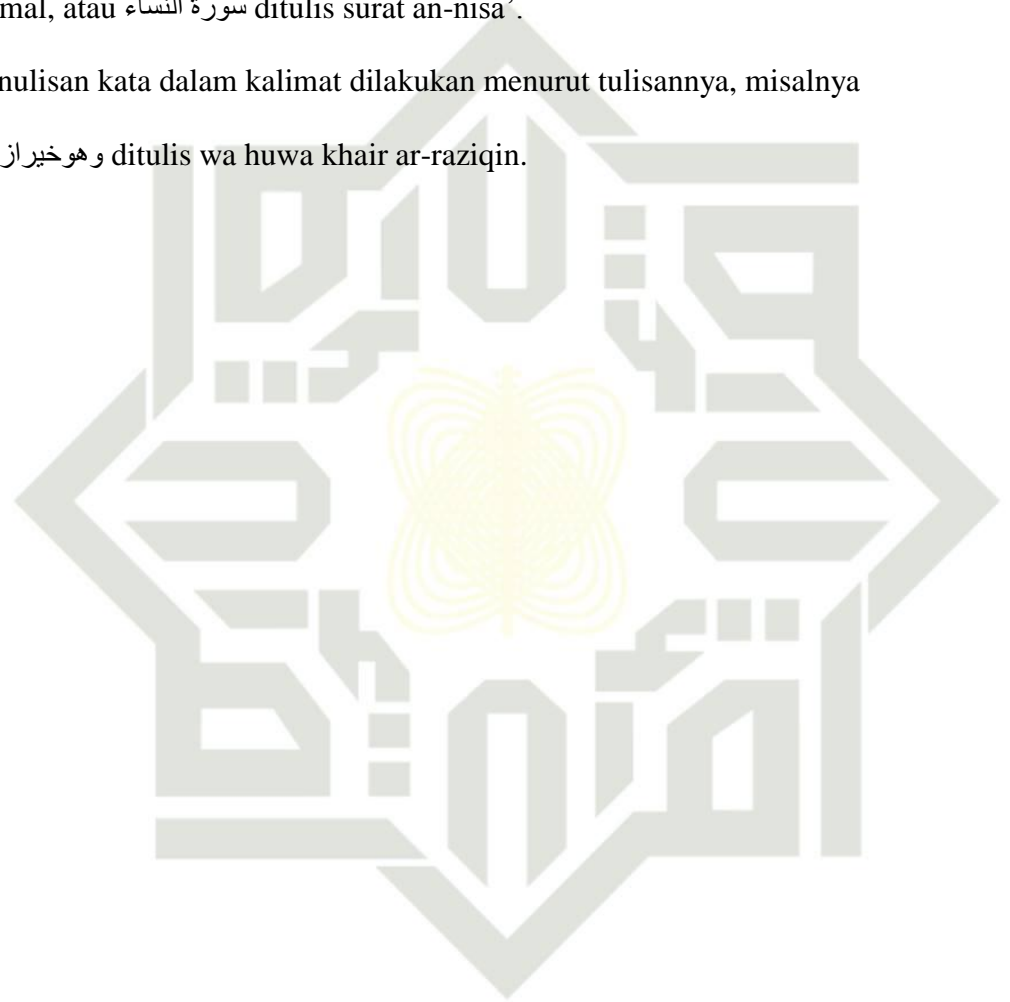 mal, atau سورة النساء ditulis surat an-nisa’.
nulisan kata dalam kalimat dilakukan menurut tulisannya, misalnya
وهوخيراز ditulis wa huwa khair ar-raziqin.